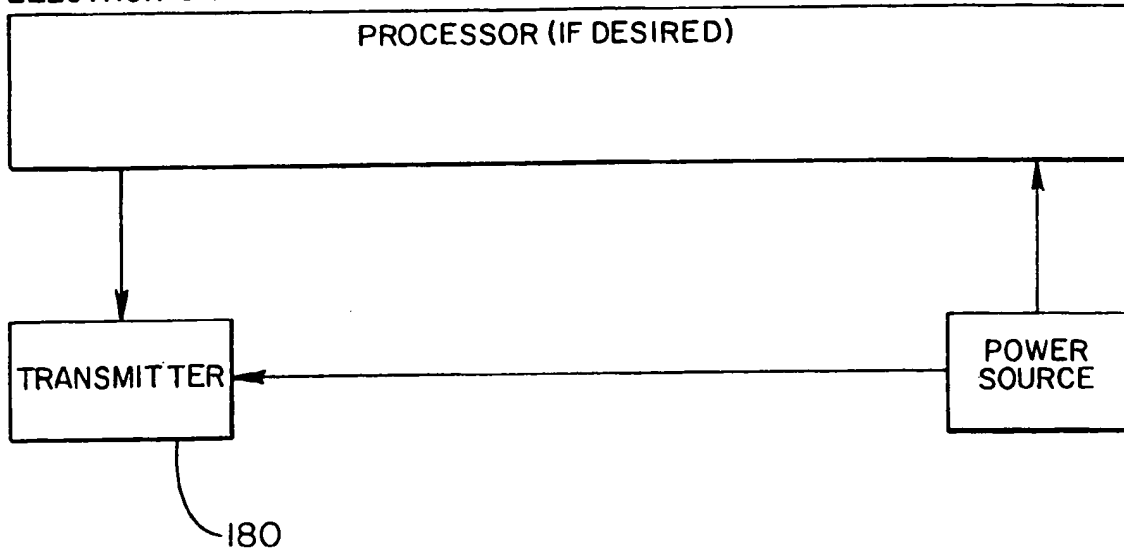 PROCESSOR (IF DESIRED)
TRANSMITTER
POWER
SOURCE
180